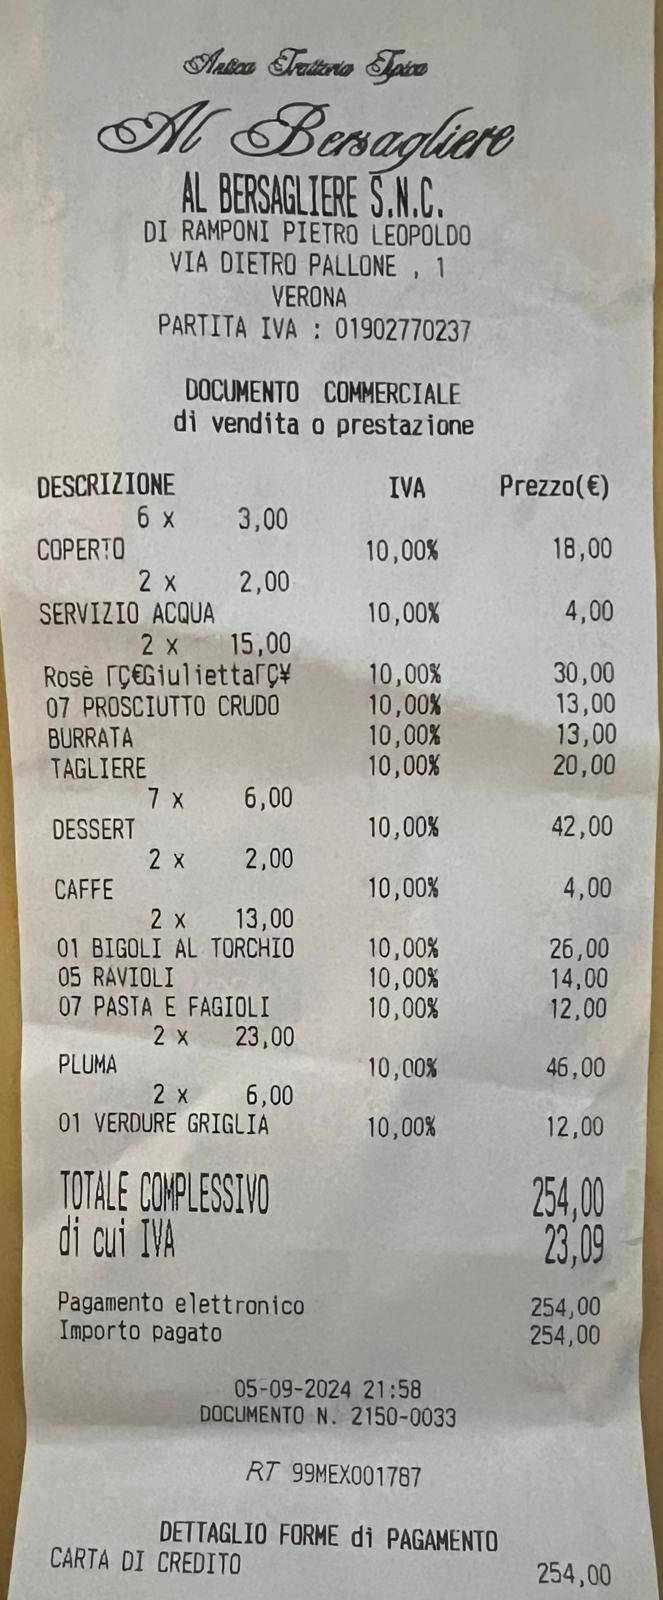 Antica Trattoria Tipica
Al Bersagliere
AL BERSAGLIERE S.N.C.
DI RAMPONI PIETRO LEOPOLDO
VIA DIETRO PALLONE , 1
VERONA
PARTITA IVA : 01902770237
DOCUMENTO COMMERCIALE
di vendita o prestazione
DESCRIZIONE IVA Prezzo(€)
6 x 3,00
COPERTO 10,00% 18,00
2 x 2,00
SERVIZIO ACQUA 10,00% 4,00
2 x 15,00
Rosè ΓÇ€GiuliettaΓÇ¥ 10,00% 30,00
07 PROSCIUTTO CRUDO 10,00% 13,00
BURRATA 10,00% 13,00
TAGLIERE 10,00% 20,00
7 x 6,00
DESSERT 10,00% 42,00
2 x 2,00
CAFFE 10,00% 4,00
2 x 13,00
01 BIGOLI AL TORCHIO 10,00% 26,00
05 RAVIOLI 10,00% 14,00
07 PASTA E FAGIOLI 10,00% 12,00
2 x 23,00
PLUMA 10,00% 46,00
2 x 6,00
01 VERDURE GRIGLIA 10,00% 12,00
TOTALE COMPLESSIVO 254,00
di cui IVA 23,09
Pagamento elettronico 254,00
Importo pagato 254,00
05-09-2024 21:58
DOCUMENTO N. 2150-0033
RT 99MEX001787
DETTAGLIO FORME di PAGAMENTO
CARTA DI CREDITO 254,00